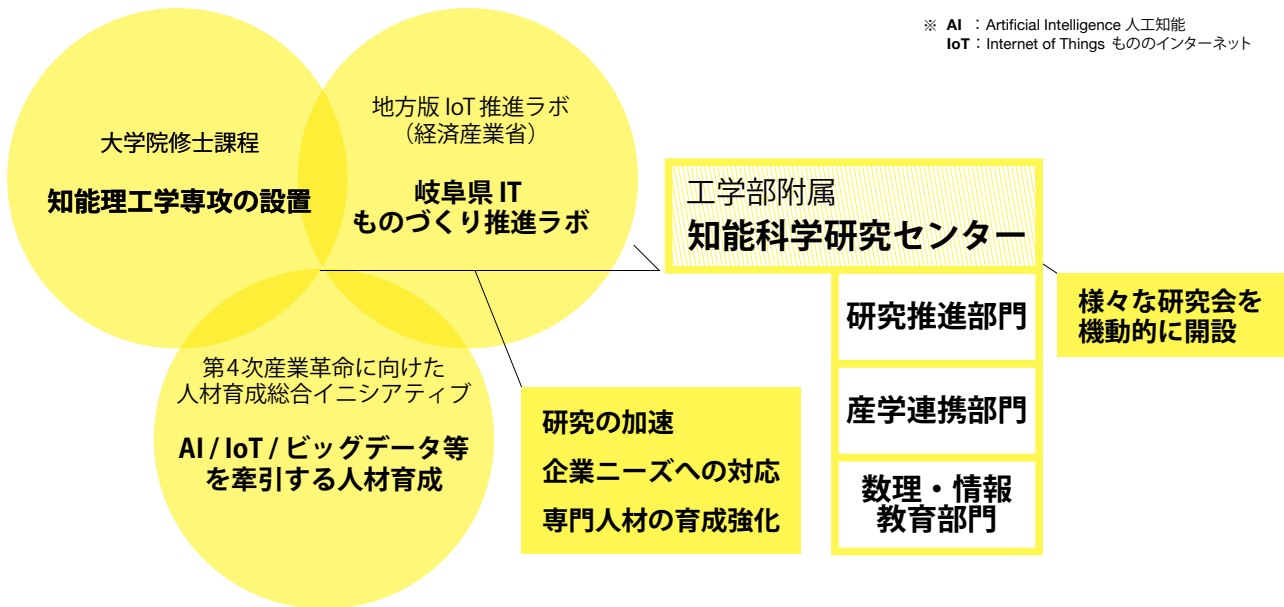 ※ AI ：Artificial Intelligence 人工知能
IoT：Internet of Things もののインターネット
大学院修士課程
知能理工学専攻の設置
地方版 IoT 推進ラボ
（経済産業省）
岐阜県 IT
ものづくり推進ラボ
第4次産業革命に向けた
人材育成総合イニシアティブ
AI / IoT / ビッグデータ等
を牽引する人材育成
研究の加速
企業ニーズへの対応
専門人材の育成強化
工学部附属
知能科学研究センター
研究推進部門
産学連携部門
数理・情報
教育部門
様々な研究会を
機動的に開設